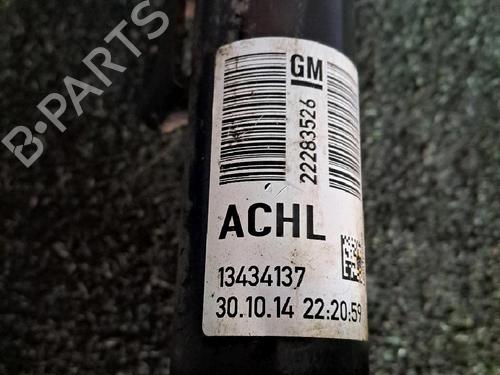 GM
22283526
ACHL
13434137
30.10.14 22:20:59
B-PARTS